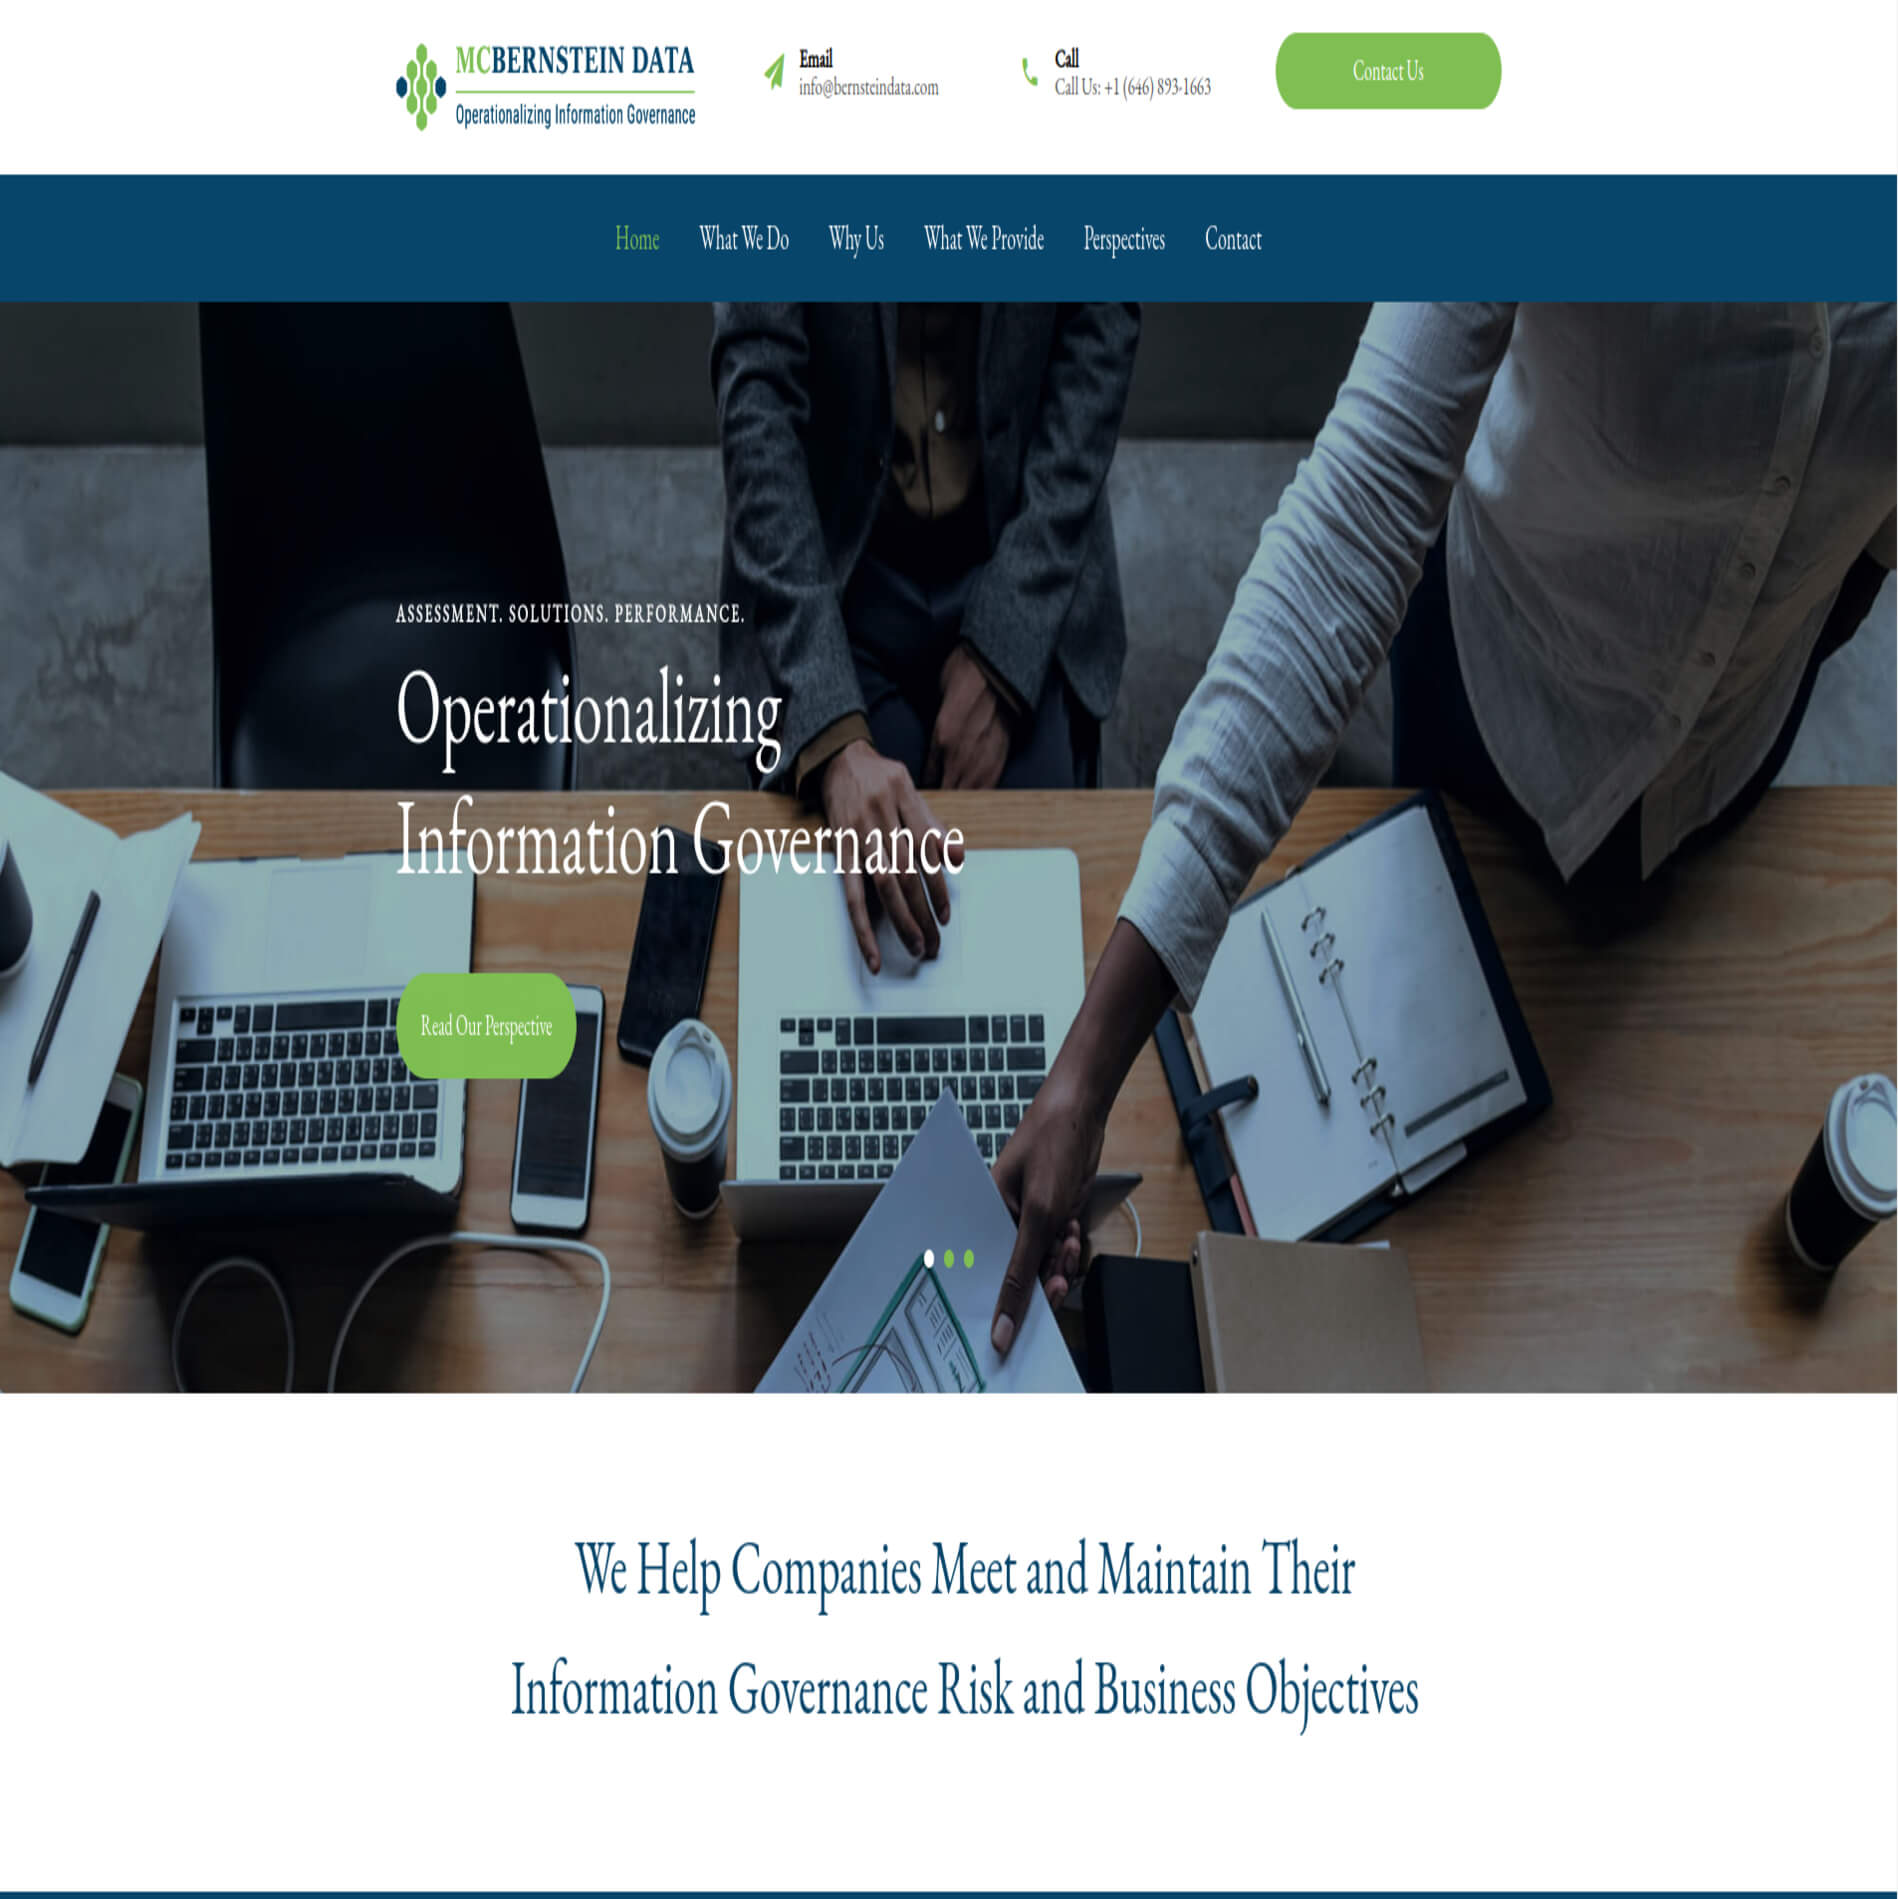 MCBERNSTEIN DATA
Operationalizing Information Governance
Email
info@bernsteindata.com
Call
Call Us: +1 (646) 893-1663
Contact Us
Home
What We Do
Why Us
What We Provide
Perspectives
Contact
ASSESSMENT. SOLUTIONS. PERFORMANCE.
Operationalizing
Information Governance
Read Our Perspective
We Help Companies Meet and Maintain Their
Information Governance Risk and Business Objectives